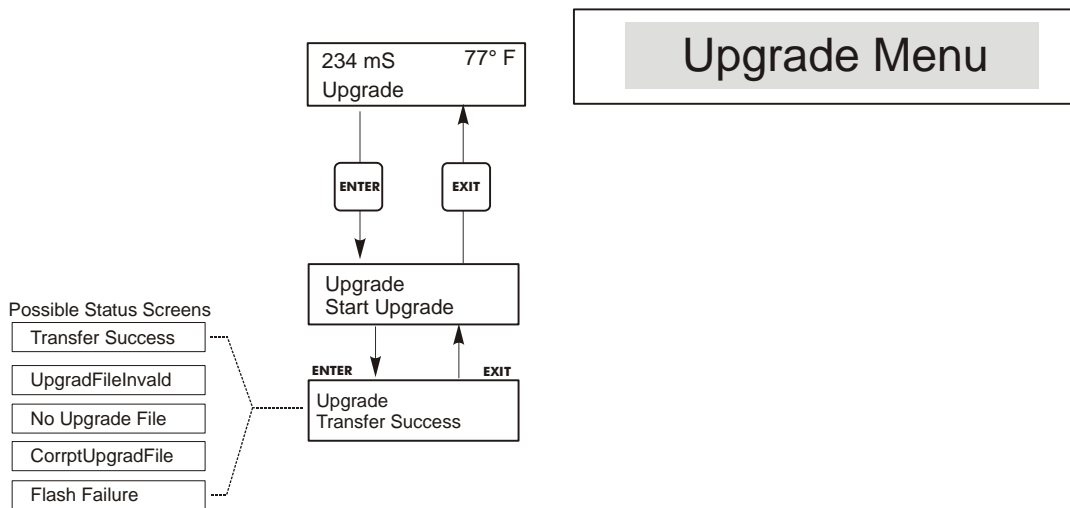 Upgrade Menu
234 mS 77° F
Upgrade
ENTER EXIT
Upgrade
Start Upgrade
ENTER EXIT
Upgrade
Transfer Success
Possible Status Screens
Transfer Success
UpgradFileInvald
No Upgrade File
CorrptUpgradFile
Flash Failure